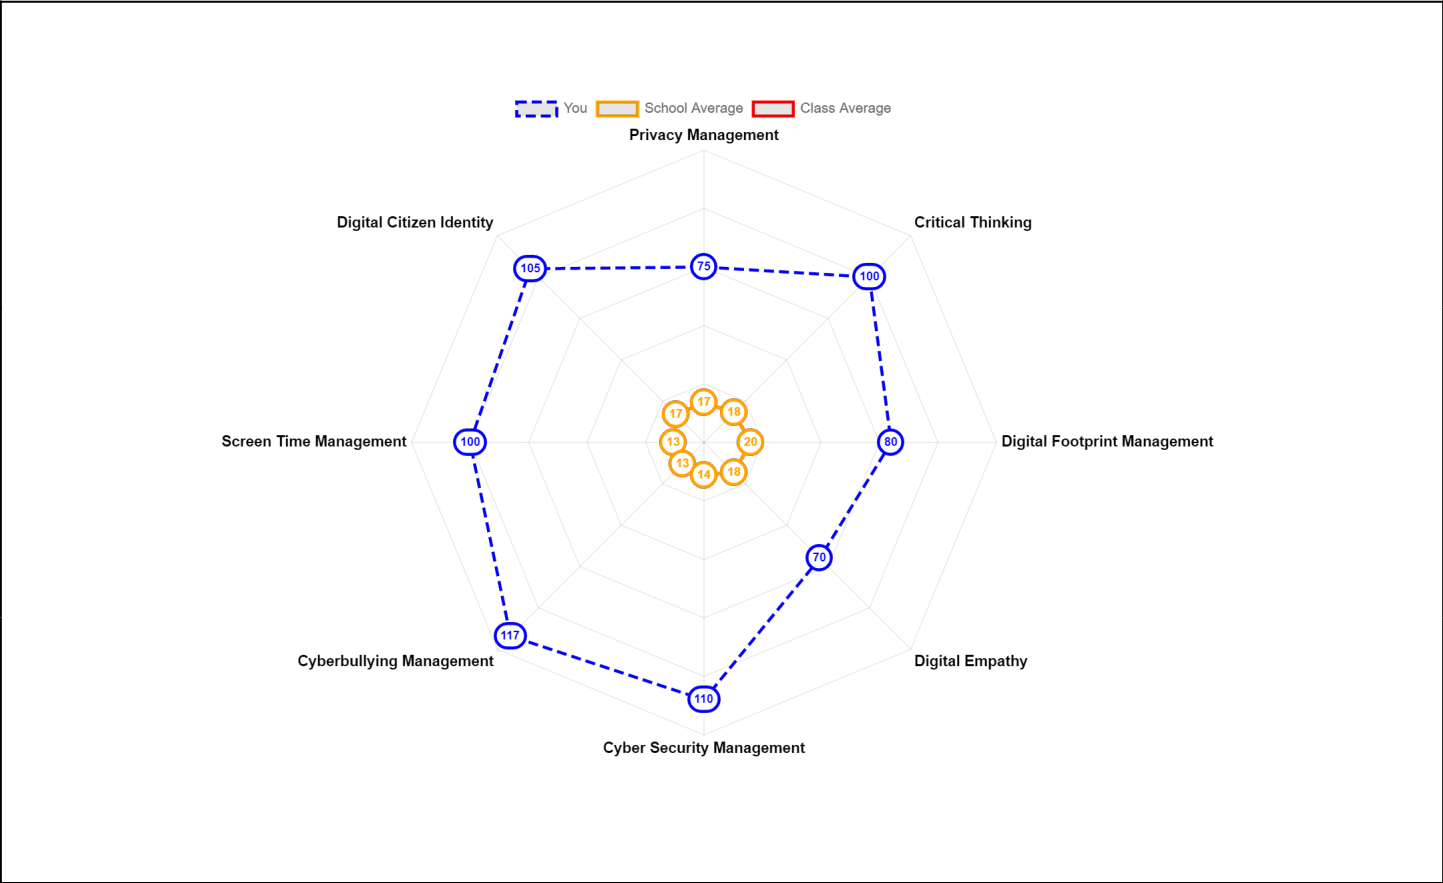 You School Average Class Average
Privacy Management
Digital Citizen Identity Critical Thinking
105 75 100
17 17 18
Screen Time Management 100 13 20 80 Digital Footprint Management
13 14 18
70
117
Cyberbullying Management Digital Empathy
110
Cyber Security Management